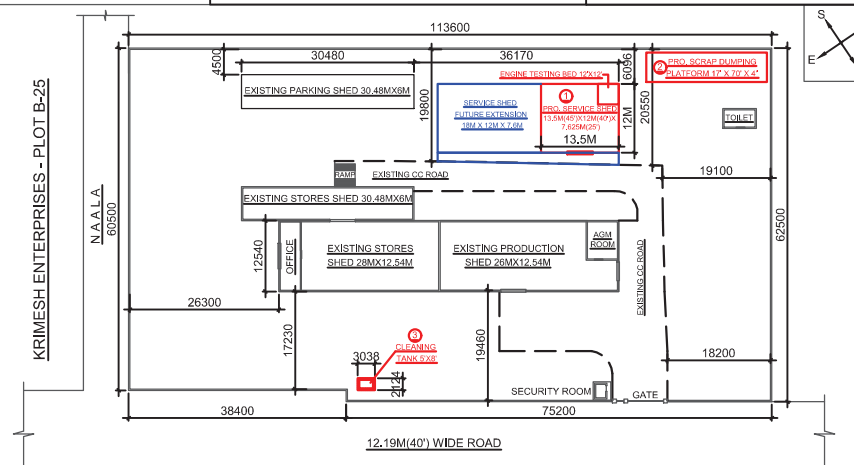 113600
S
E
30480
36170
4500
6096
ENGINE TESTING BED 12'X12'
2
PRO. SCRAP DUMPING
PLATFORM 17' X 70' X 4"
EXISTING PARKING SHED 30.48MX6M
19800
SERVICE SHED
FUTURE EXTENSION
18M X 12M X 7.6M
1
PRO. SERVICE SHED
13.5M(45')X12M(40')X
7.625M(25')
12M
20550
TOILET
13.5M
KRIMESH ENTERPRISES - PLOT B-25
NAALA
60500
RAMP
EXISTING CC ROAD
19100
EXISTING STORES SHED 30.48MX6M
62500
12540
OFFICE
EXISTING STORES
SHED 28MX12.54M
EXISTING PRODUCTION
SHED 26MX12.54M
AGM
ROOM
EXISTING CC ROAD
26300
17230
19460
3
CLEANING
TANK 5'X8'
3038
2124
18200
SECURITY ROOM
GATE
38400
75200
12.19M(40') WIDE ROAD